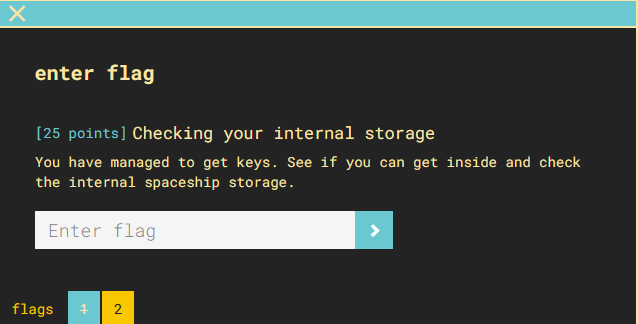 enter flag
[25 points] Checking your internal storage
You have managed to get keys. See if you can get inside and check
the internal spaceship storage.
Enter flag
flags 1 2